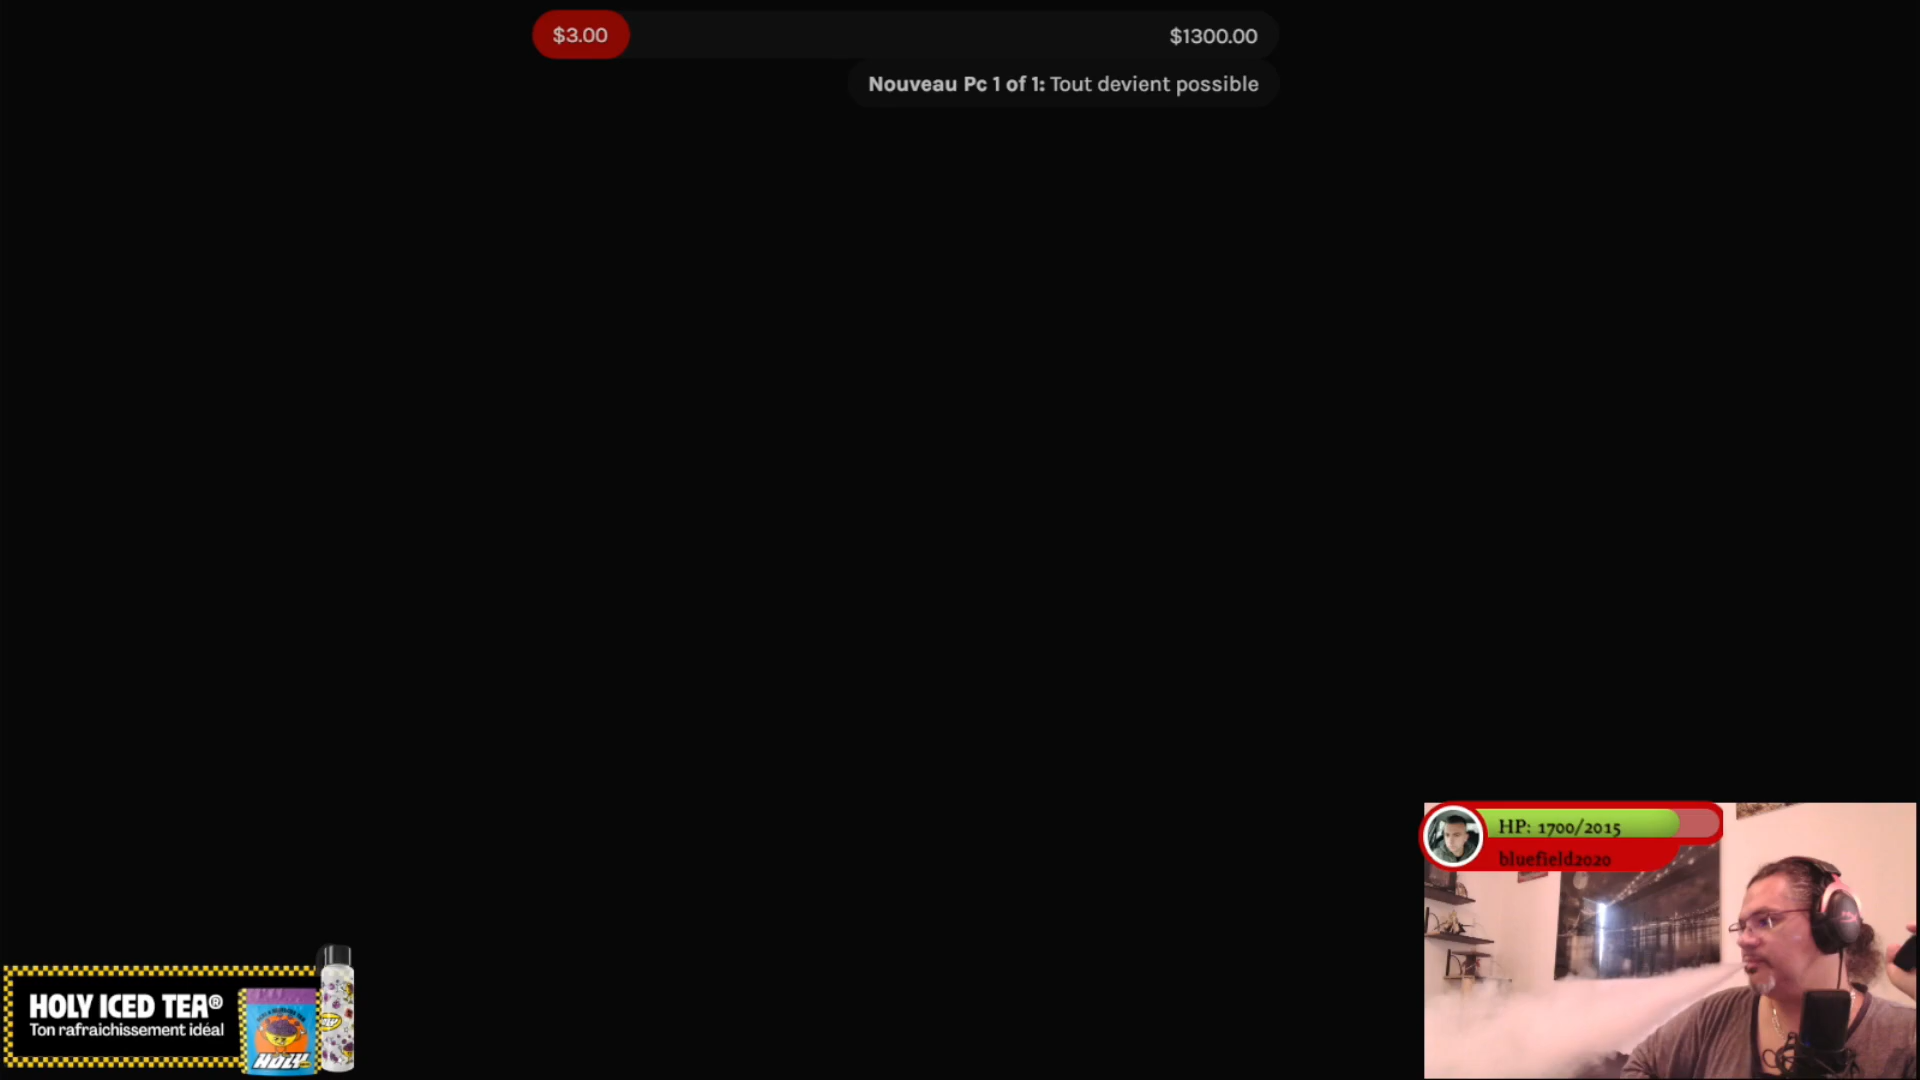 $3.00
$1300.00
Nouveau Pc 1 of 1: Tout devient possible
HP: 1700/2015
bluefield2020
HOLY ICED TEA®
Ton rafraichissement idéal
HOLY